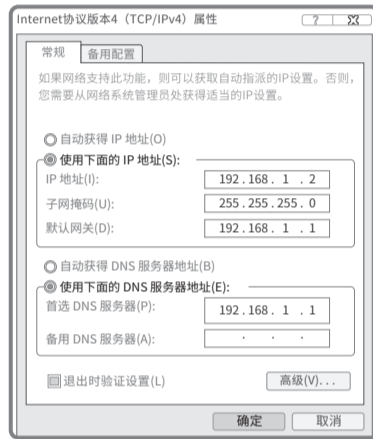 Internet协议版本4（TCP/IPv4）属性
常规 备用配置
如果网络支持此功能，则可以获取自动指派的IP设置。否则，
您需要从网络系统管理员处获得适当的IP设置。
自动获得 IP 地址(O)
使用下面的 IP 地址(S):
IP 地址(I): 192.168. 1 . 2
子网掩码(U): 255.255.255. 0
默认网关(D): 192.168. 1 . 1
自动获得 DNS 服务器地址(B)
使用下面的 DNS 服务器地址(E):
首选 DNS 服务器(P): 192.168. 1 . 1
备用 DNS 服务器(A): . . .
退出时验证设置(L) 高级(V)...
确定 取消